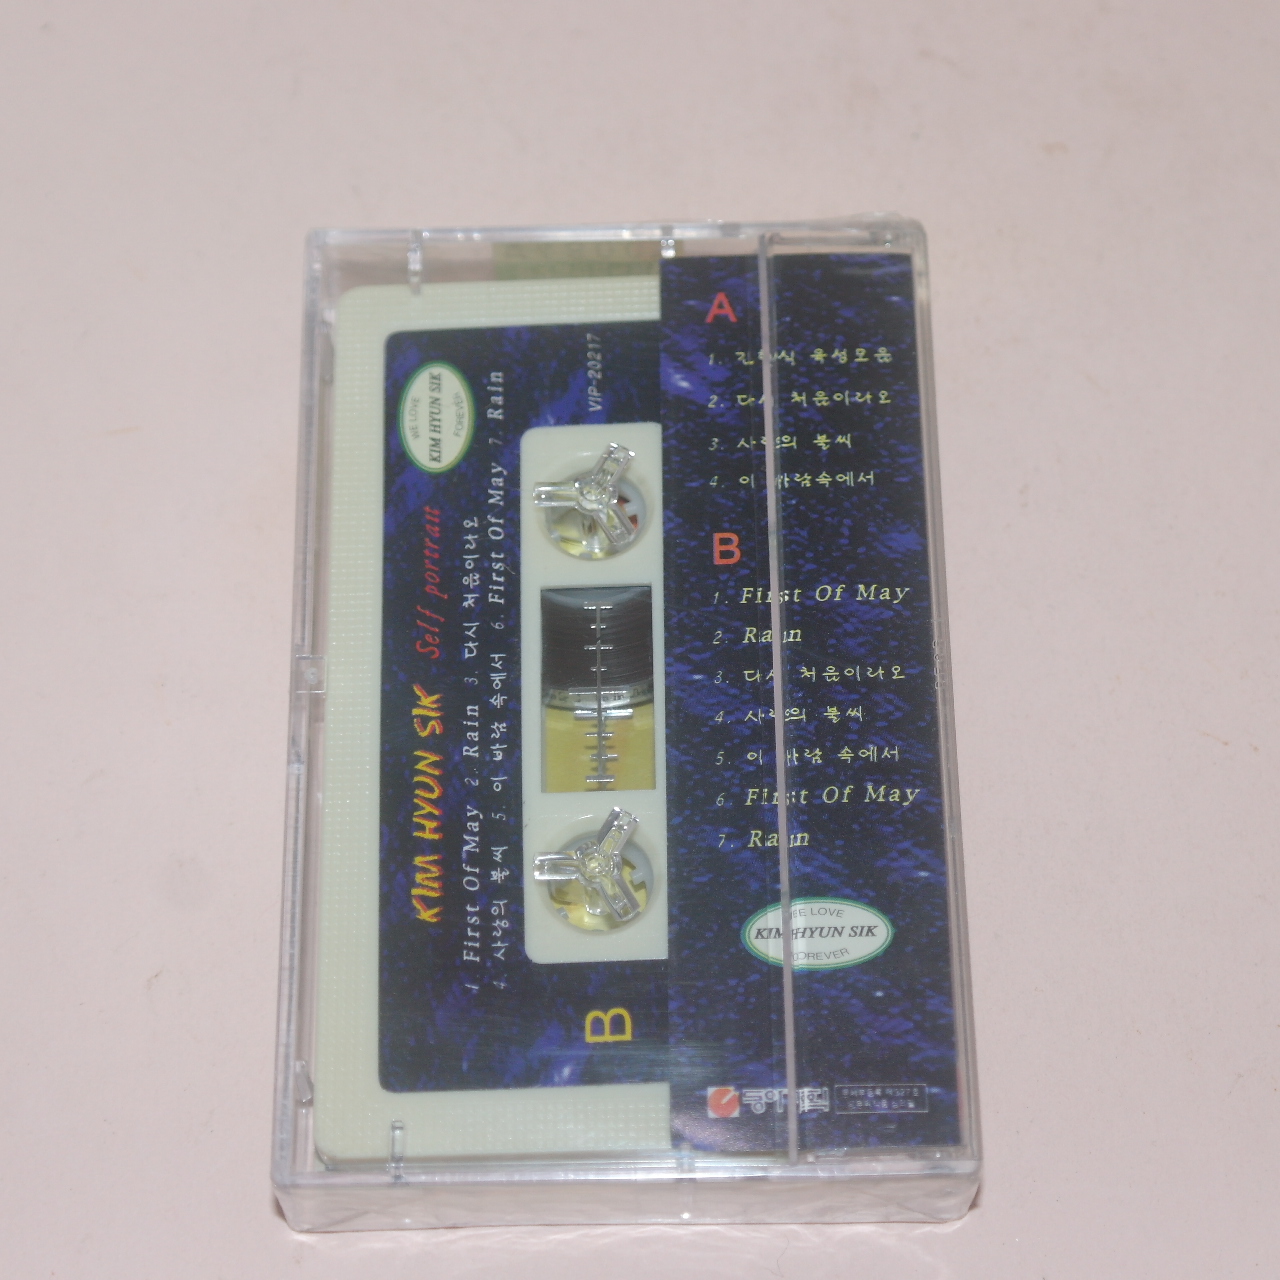 A
1. 김현식 육성모음
2. 다시 처음이라오
3. 사랑의 불씨
4. 이 바람속에서
B
1. First Of May
2. Rain
3. 다시 처음이라오
4. 사랑의 불씨
5. 이 바람 속에서
6. First Of May
7. Rain
WE LOVE
KIM HYUN SIK
FOREVER
동아
WE LOVE
KIM HYUN SIK
FOREVER
VIP-20217
KIM HYUN SIK Self portrait
1. First Of May 2. Rain 3. 다시 처음이라오
4. 사랑의 불씨 5. 이 바람 속에서 6. First Of May 7. Rain
B